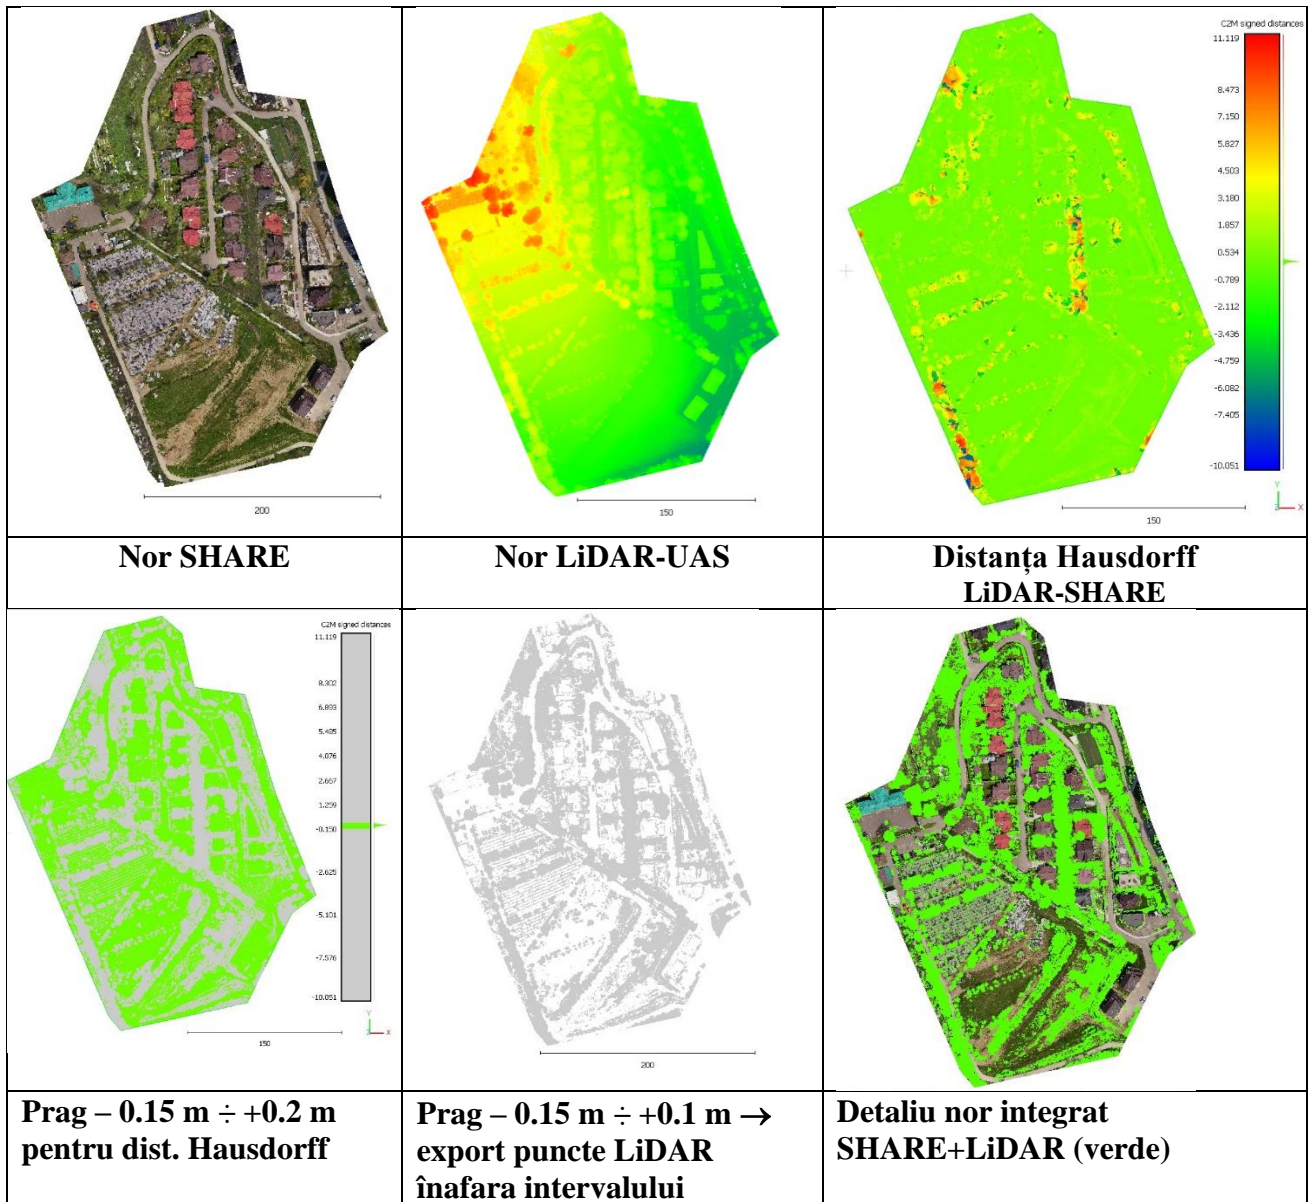 200
150
C2M signed distances
11.119
8.473
7.150
5.827
4.503
3.180
1.857
0.534
-0.789
-2.112
-3.436
-4.759
-6.082
-7.405
-10.051
Y
Z
X
150
Nor SHARE
Nor LiDAR-UAS
Distanța Hausdorff
LiDAR-SHARE
C2M signed distances
11.119
8.302
6.893
5.485
4.076
2.667
1.259
-0.150
-2.625
-5.101
-7.576
-10.051
Y
Z
X
150
200
Prag – 0.15 m ÷ +0.2 m
pentru dist. Hausdorff
Prag – 0.15 m ÷ +0.1 m →
export puncte LiDAR
înafara intervalului
Detaliu nor integrat
SHARE+LiDAR (verde)